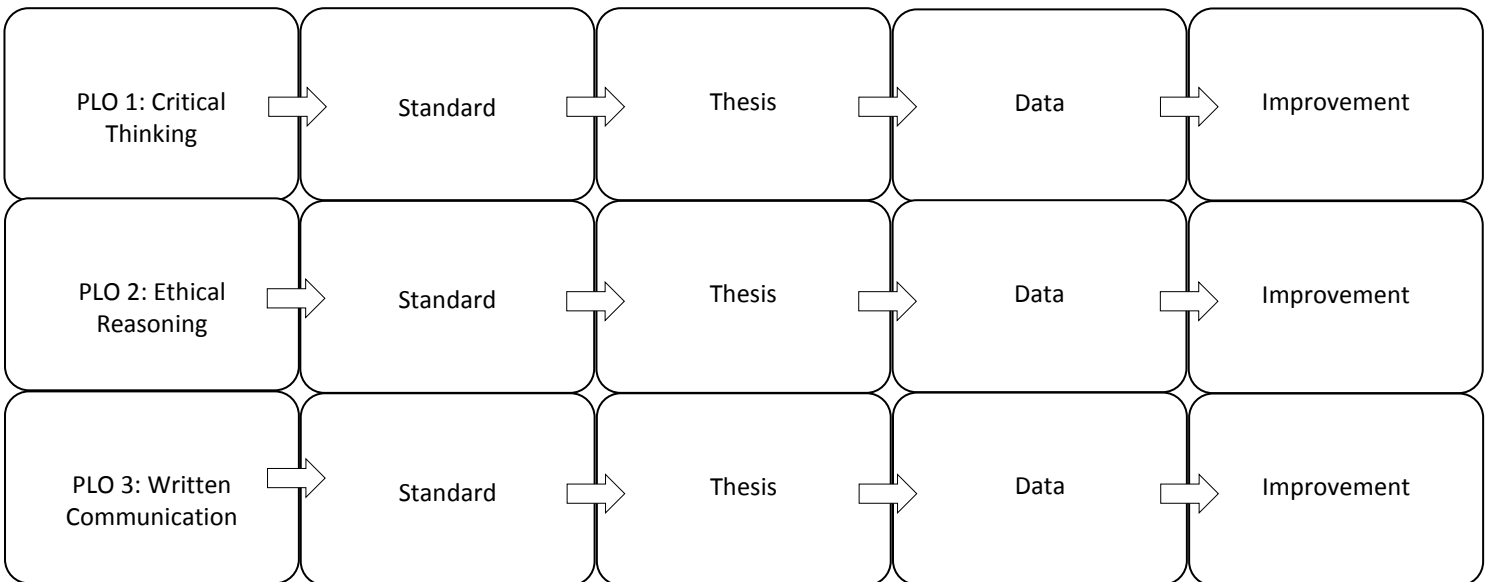 PLO 1: Critical
Thinking
Standard
Thesis
Data
Improvement
PLO 2: Ethical
Reasoning
Standard
Thesis
Data
Improvement
PLO 3: Written
Communication
Standard
Thesis
Data
Improvement